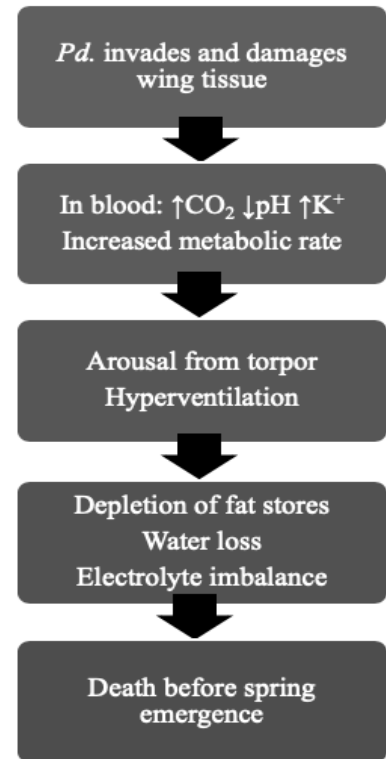 Pd. invades and damages
wing tissue
In blood: ↑CO₂ ↓pH ↑K⁺
Increased metabolic rate
Arousal from torpor
Hyperventilation
Depletion of fat stores
Water loss
Electrolyte imbalance
Death before spring
emergence